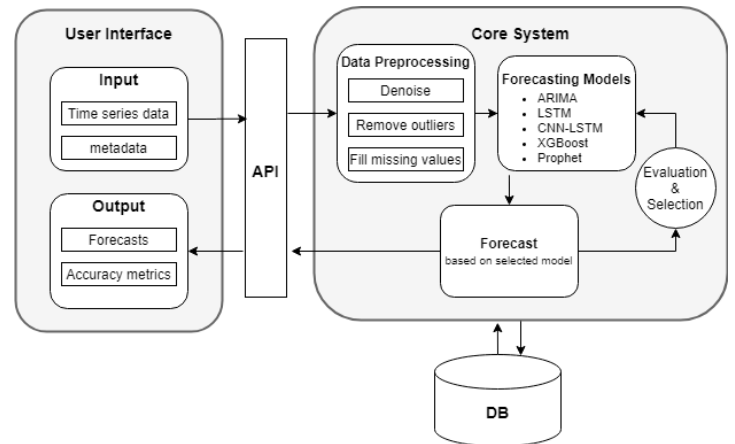 User Interface
Input
Time series data
metadata
Output
Forecasts
Accuracy metrics
API
Core System
Data Preprocessing
Denoise
Remove outliers
Fill missing values
Forecasting Models
• ARIMA
• LSTM
• CNN-LSTM
• XGBoost
• Prophet
Evaluation
&
Selection
Forecast
based on selected model
DB